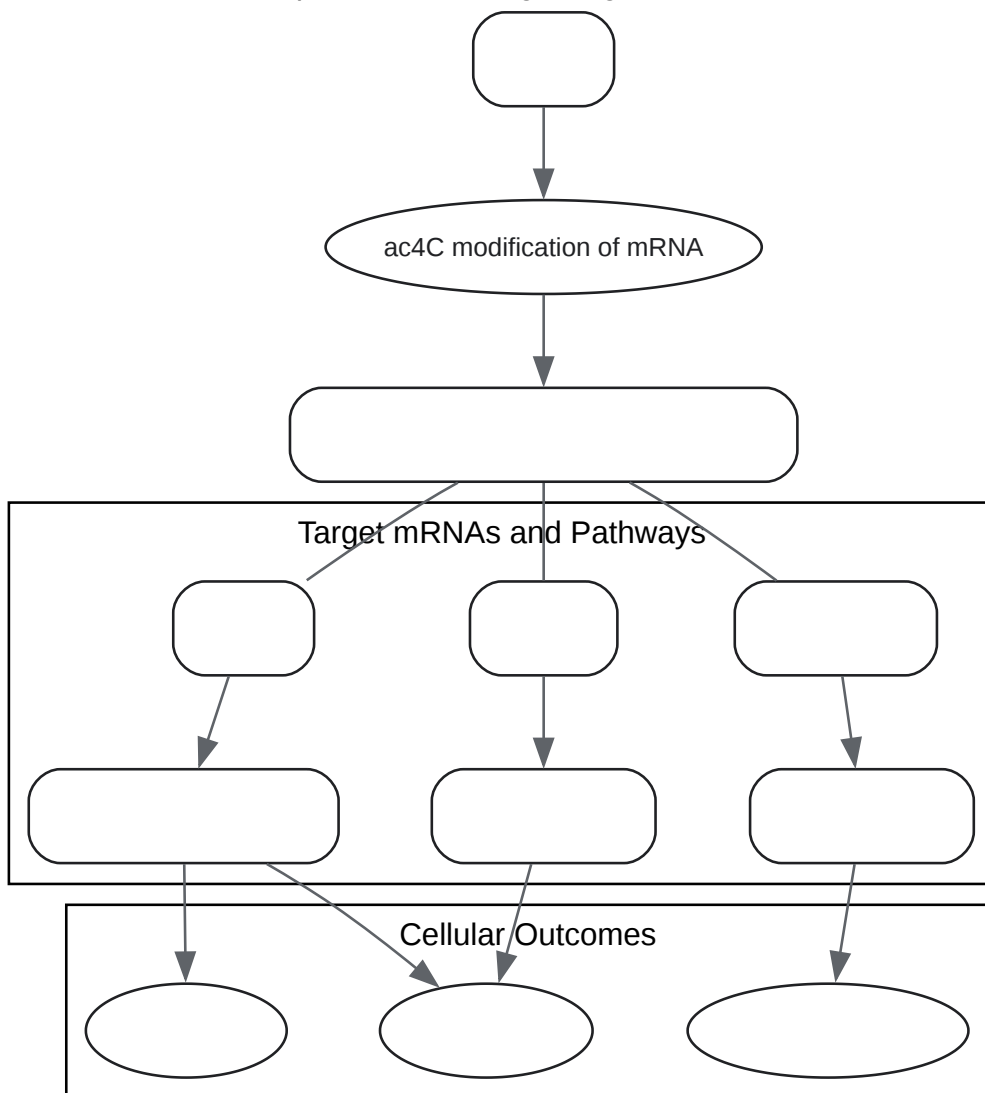 ac4C modification of mRNA
Target mRNAs and Pathways
Cellular Outcomes